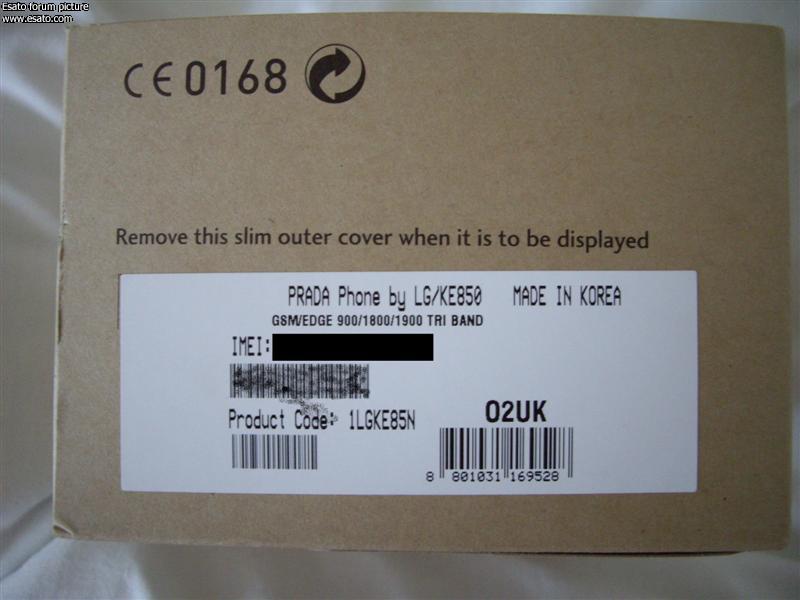 Esato forum picture
www.esato.com
CE0168
Remove this slim outer cover when it is to be displayed
PRADA Phone by LG/KE850 MADE IN KOREA
GSM/EDGE 900/1800/1900 TRI BAND
IMEI:
Product Code: 1LGKE85N
O2UK
8 801031 169528